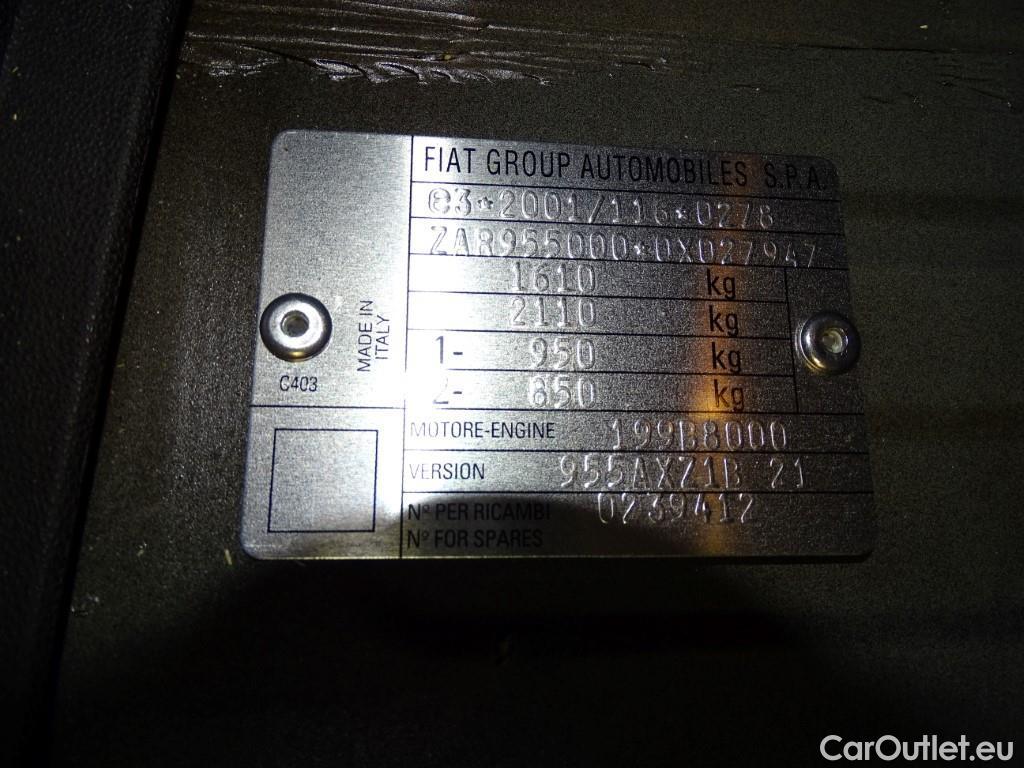 FIAT GROUP AUTOMOBILES S.P.A.
e3*2001/116*0278
ZAR955000*0X027947
1610 kg
2110 kg
1- 950 kg
2- 850 kg
MADE IN
ITALY
C403
MOTORE-ENGINE 199B8000
VERSION 955AXZ1B 21
Nº PER RICAMBI 0239412
Nº FOR SPARES
CarOutlet.eu